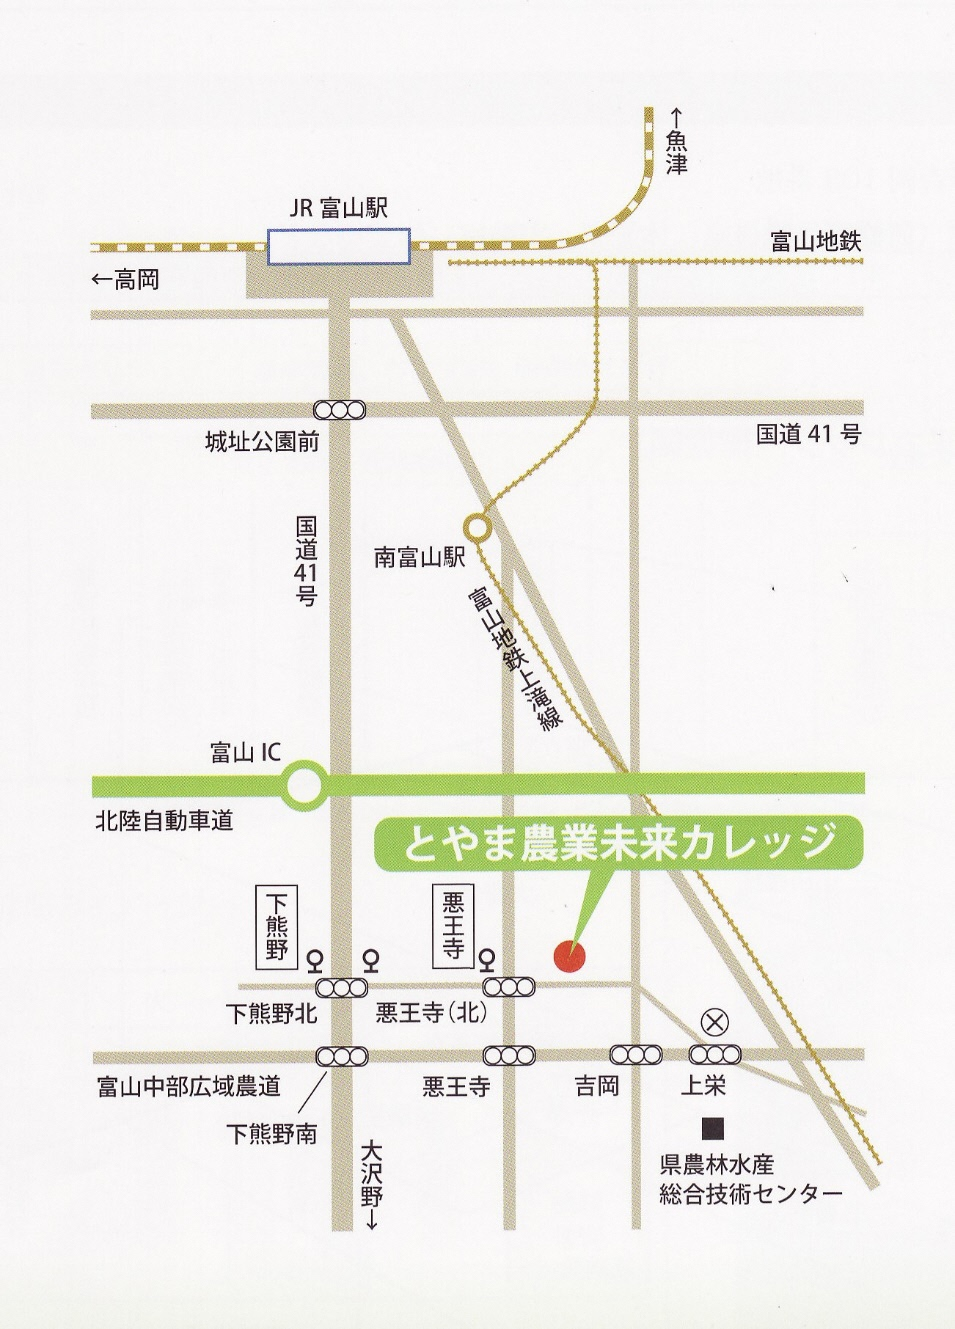 ↑魚津
JR 富山駅
富山地鉄
←高岡
城址公園前
国道 41 号
国道41号
南富山駅
富山地鉄上滝線
富山 IC
北陸自動車道
とやま農業未来カレッジ
下熊野
悪王寺
下熊野北
悪王寺（北）
富山中部広域農道
悪王寺
吉岡
上栄
下熊野南
大沢野↓
県農林水産
総合技術センター